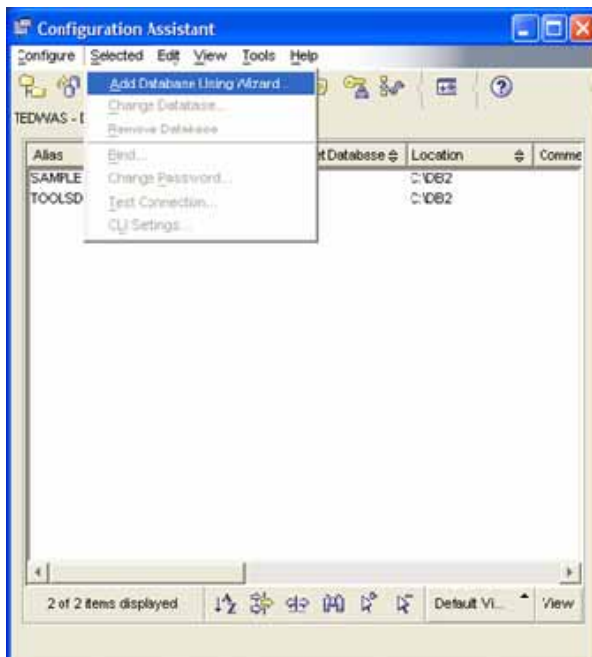 Configuration Assistant
Configure Selected Edit View Tools Help
Add Database Using Wizard...
Change Database...
Remove Database
Bind...
Change Password...
Test Connection...
CLI Settings...
TEDWAS -
Alias Database Location Comme
SAMPLE C:\DB2
TOOLSD C:\DB2
2 of 2 items displayed Default Vi... View